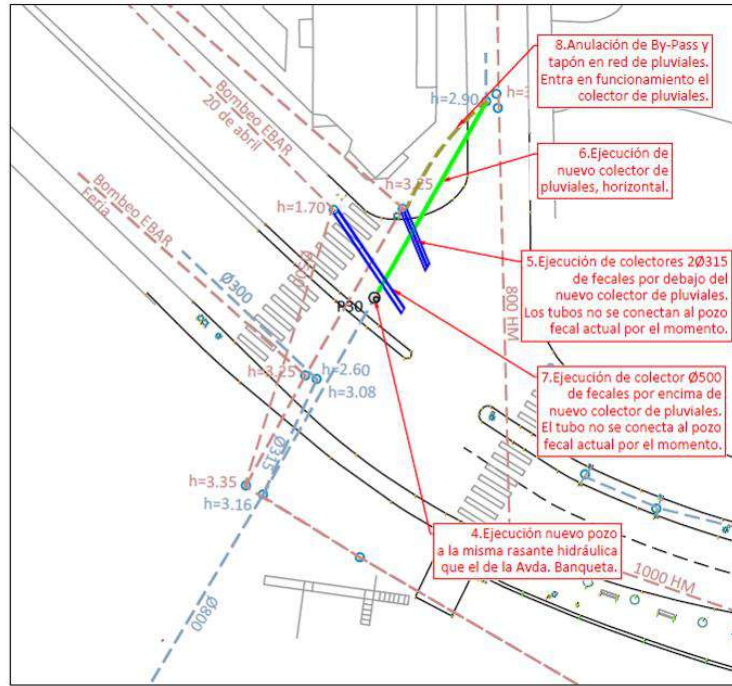 8.Anulación de By-Pass y
tapón en red de pluviales.
Entra en funcionamiento el
colector de pluviales.
h=2.90
h=3
Bombeo EBAR
20 de abril
6.Ejecución de
nuevo colector de
pluviales, horizontal.
Bombeo EBAR
Feria
h=3.25
h=1.70
5.Ejecución de colectores 2Ø315
de fecales por debajo del
nuevo colector de pluviales.
Los tubos no se conectan al pozo
fecal actual por el momento.
Ø300
P30
800 HM
h=3.25
h=2.60
h=3.08
7.Ejecución de colector Ø500
de fecales por encima de
nuevo colector de pluviales.
El tubo no se conecta al pozo
fecal actual por el momento.
Ø315
h=3.35
h=3.16
4.Ejecución nuevo pozo
a la misma rasante hidráulica
que el de la Avda. Banqueta.
1000 HM
Ø800